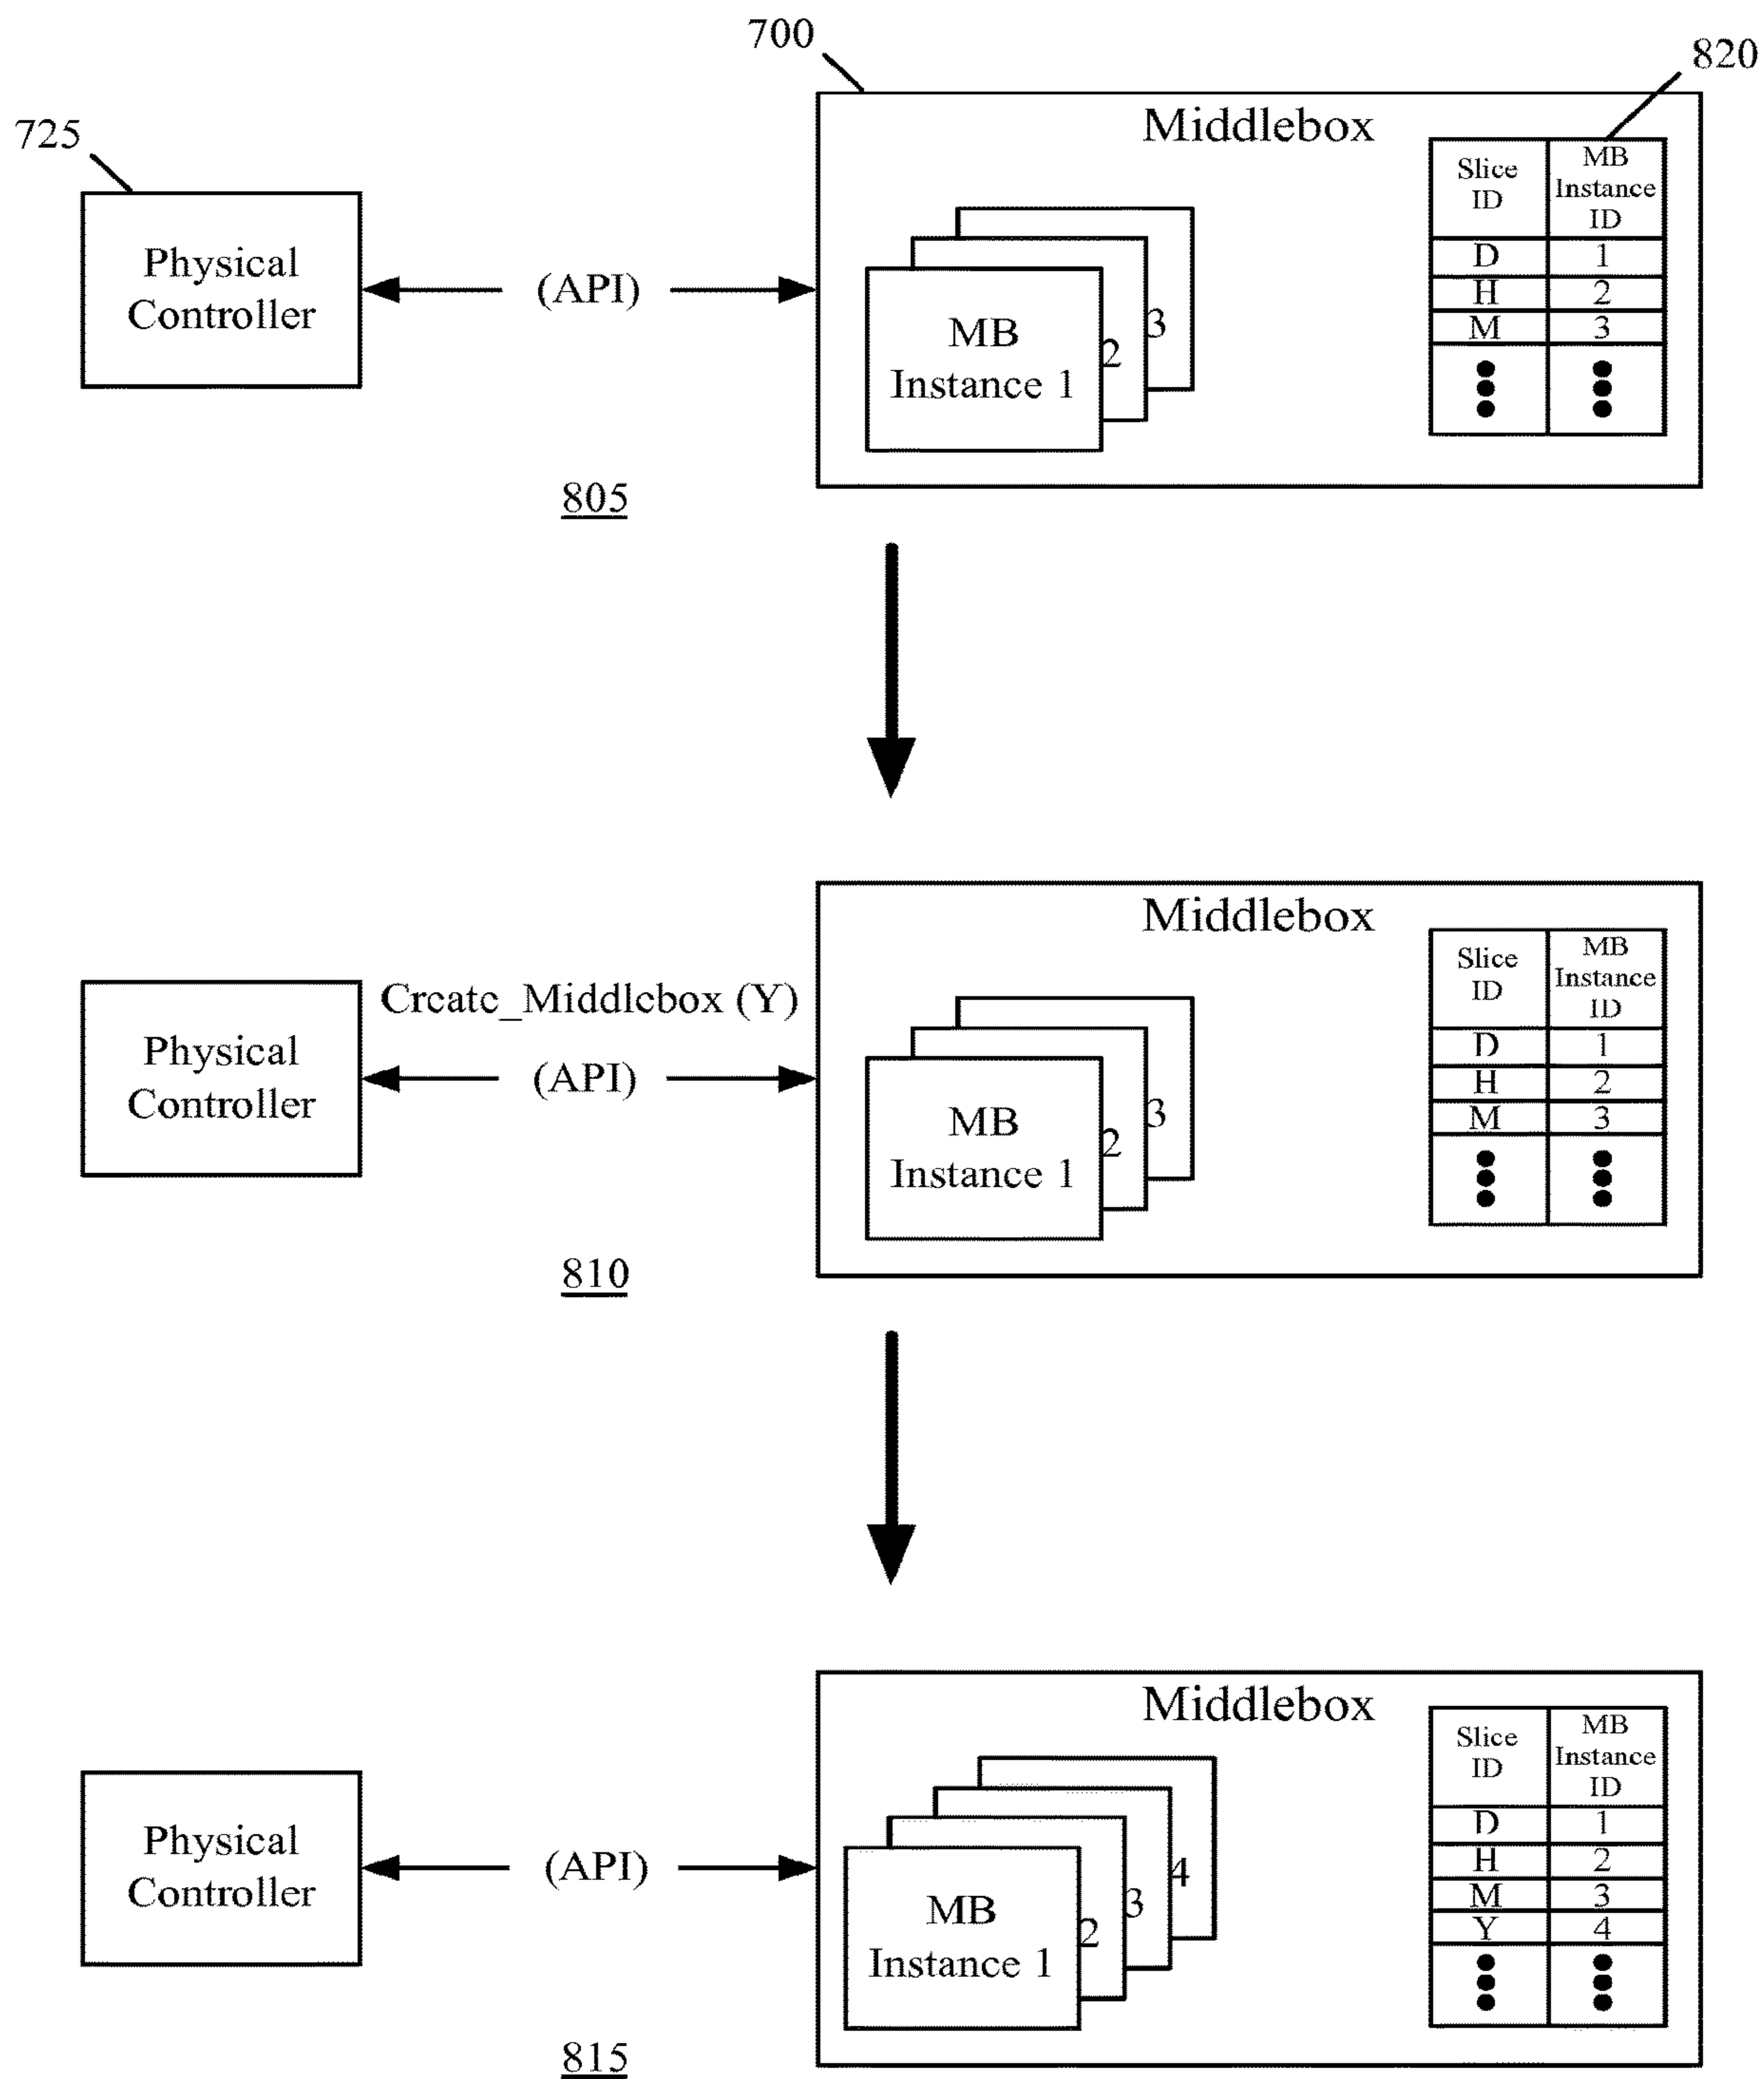 700
820
725
Middlebox
Slice
ID
MB
Instance
ID
Physical
Controller
(API)
MB
Instance 1
2
3
D 1
H 2
M 3
805
Middlebox
Slice
ID
MB
Instance
ID
Create_Middlebox (Y)
Physical
Controller
(API)
MB
Instance 1
2
3
D 1
H 2
M 3
810
Middlebox
Slice
ID
MB
Instance
ID
Physical
Controller
(API)
MB
Instance 1
2
3
4
D 1
H 2
M 3
Y 4
815